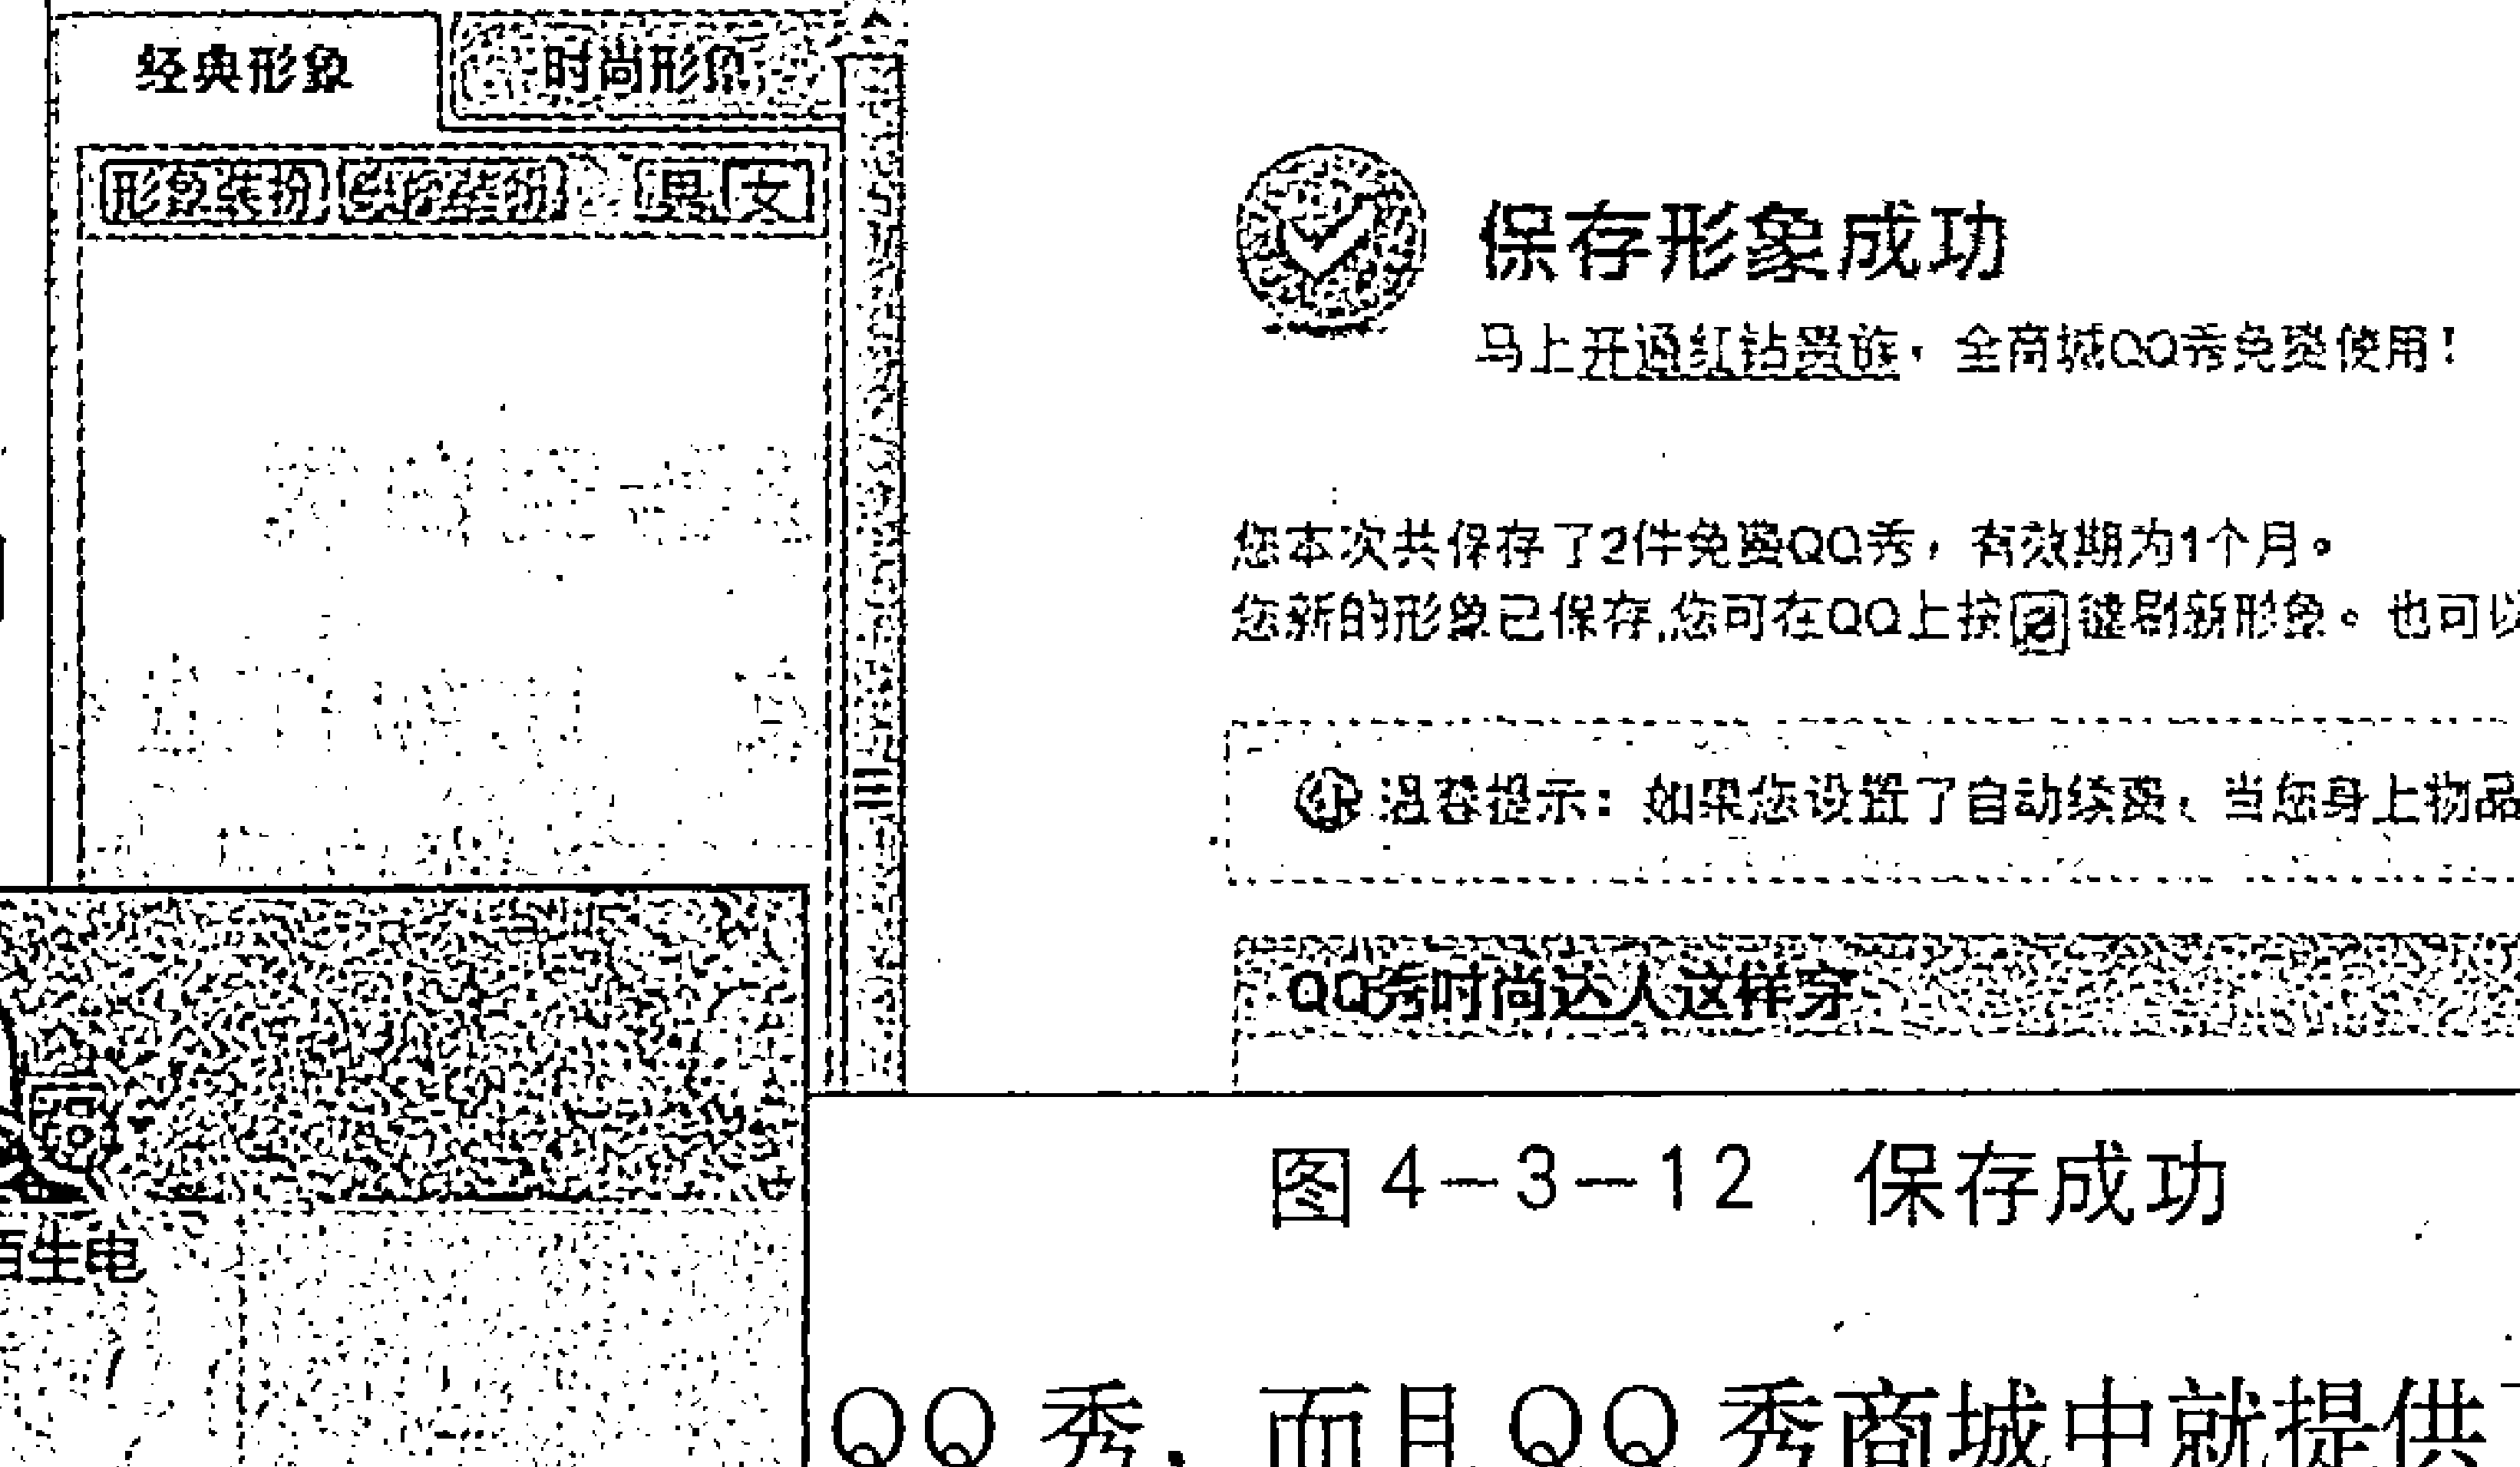 经典形象 时尚形象
形象装扮 男 女
保存形象成功
马上开通红钻贵族，全商城QQ秀免费使用！
您本次共保存了2件免费QQ秀，有效期为1个月。
您新的形象已保存,您可在QQ上按 键刷新形象。也可以
温馨提示：如果您设置了自动续费，当您身上物品
QQ秀时尚达人这样穿
生电
图4-3-12 保存成功
QQ 秀，而且 QQ 秀商城中就提供